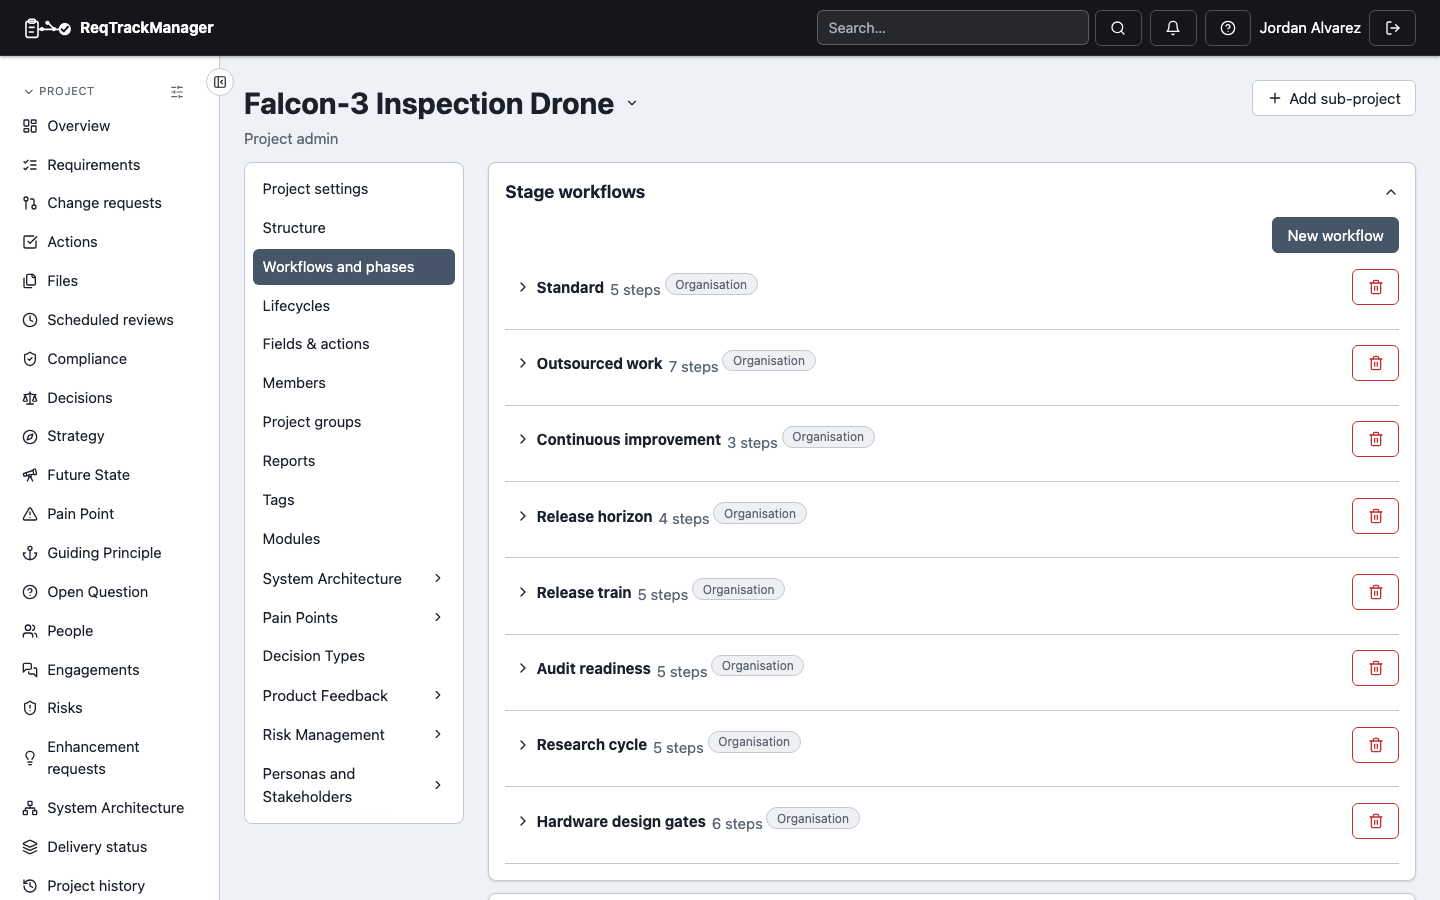 ReqTrackManager
Search...
Jordan Alvarez
PROJECT
Overview
Requirements
Change requests
Actions
Files
Scheduled reviews
Compliance
Decisions
Strategy
Future State
Pain Point
Guiding Principle
Open Question
People
Engagements
Risks
Enhancement
requests
System Architecture
Delivery status
Project history
Falcon-3 Inspection Drone
Add sub-project
Project admin
Project settings
Structure
Workflows and phases
Lifecycles
Fields & actions
Members
Project groups
Reports
Tags
Modules
System Architecture
Pain Points
Decision Types
Product Feedback
Risk Management
Personas and
Stakeholders
Stage workflows
New workflow
Standard 5 steps Organisation
Outsourced work 7 steps Organisation
Continuous improvement 3 steps Organisation
Release horizon 4 steps Organisation
Release train 5 steps Organisation
Audit readiness 5 steps Organisation
Research cycle 5 steps Organisation
Hardware design gates 6 steps Organisation